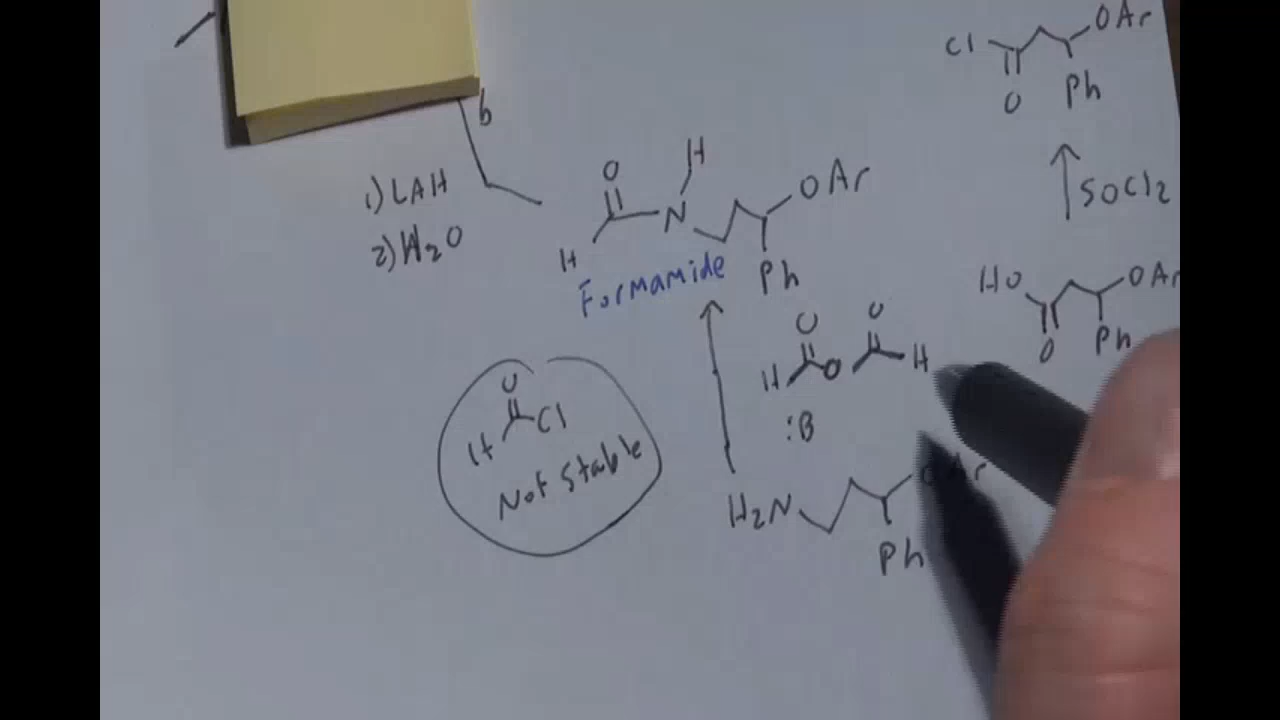 Cl
OAr
O
Ph
b
SOCl2
1) LAH
2) H2O
O
H
N
OAr
H
Ph
Formamide
HO
OAr
O
Ph
O
O
H
O
H
:B
O
H
Cl
Not Stable
H2N
OAr
Ph